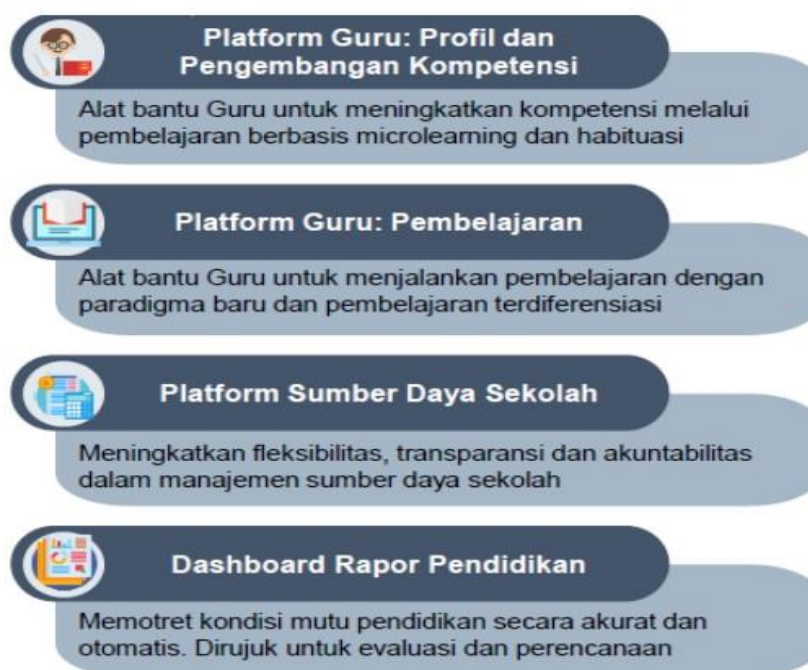 Platform Guru: Profil dan
Pengembangan Kompetensi
Alat bantu Guru untuk meningkatkan kompetensi melalui
pembelajaran berbasis microlearning dan habituasi
Platform Guru: Pembelajaran
Alat bantu Guru untuk menjalankan pembelajaran dengan
paradigma baru dan pembelajaran terdiferensiasi
Platform Sumber Daya Sekolah
Meningkatkan fleksibilitas, transparansi dan akuntabilitas
dalam manajemen sumber daya sekolah
Dashboard Rapor Pendidikan
Memotret kondisi mutu pendidikan secara akurat dan
otomatis. Dirujuk untuk evaluasi dan perencanaan